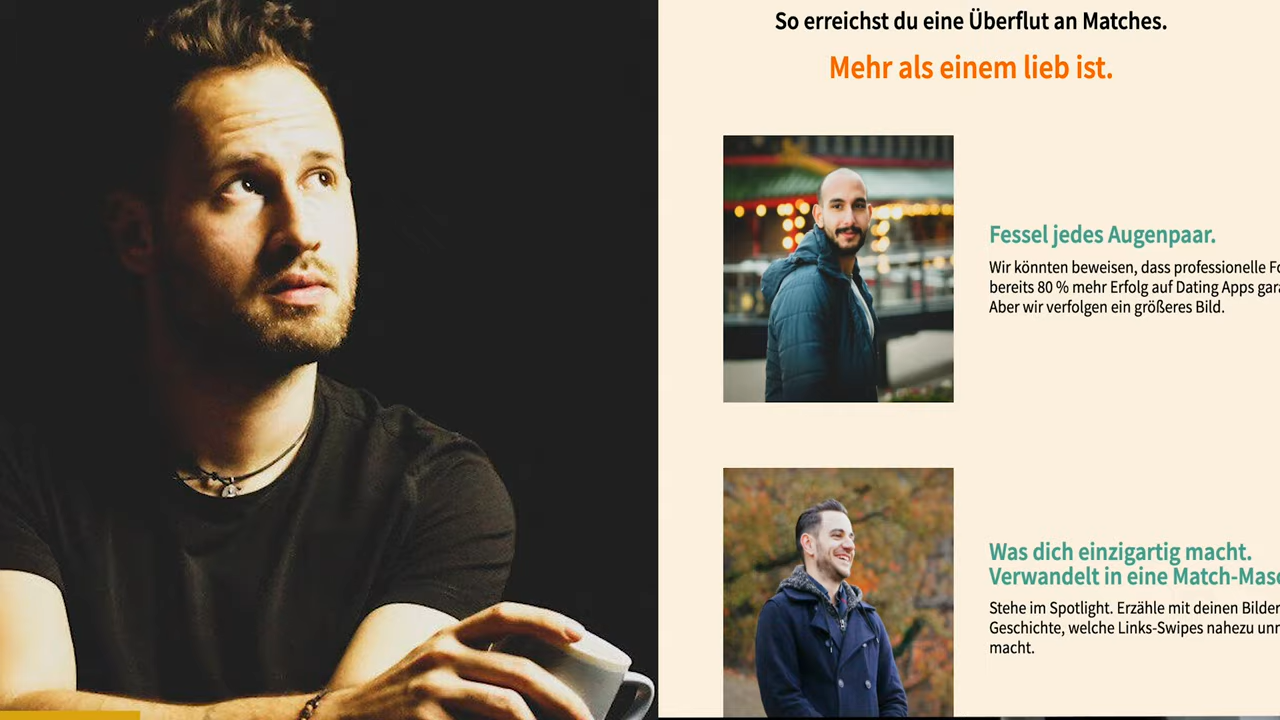 So erreichst du eine Überflut an Matches.
Mehr als einem lieb ist.
Fessel jedes Augenpaar.
Wir könnten beweisen, dass professionelle
bereits 80 % mehr Erfolg auf Dating Apps
Aber wir verfolgen ein größeres Bild.
Was dich einzigartig macht.
Verwandelt in eine
Stehe im Spotlight. Erzähle mit deinen
Geschichte, welche Links-Swipes nahezu
macht.